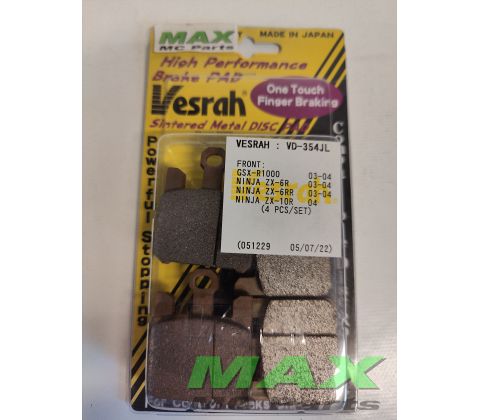 MAX
MC Parts
MADE IN JAPAN
High Performance
Brake PAD
Vesrah
One Touch
Finger Braking
Sintered Metal DISC PAD
Powerful Stopping
VESRAH : VD-354JL
FRONT:
GSX-R1000 03-04
NINJA ZX-6R 03-04
NINJA ZX-6RR 03-04
NINJA ZX-10R 04
(4 PCS/SET)
(051229 05/07/22)
MAX